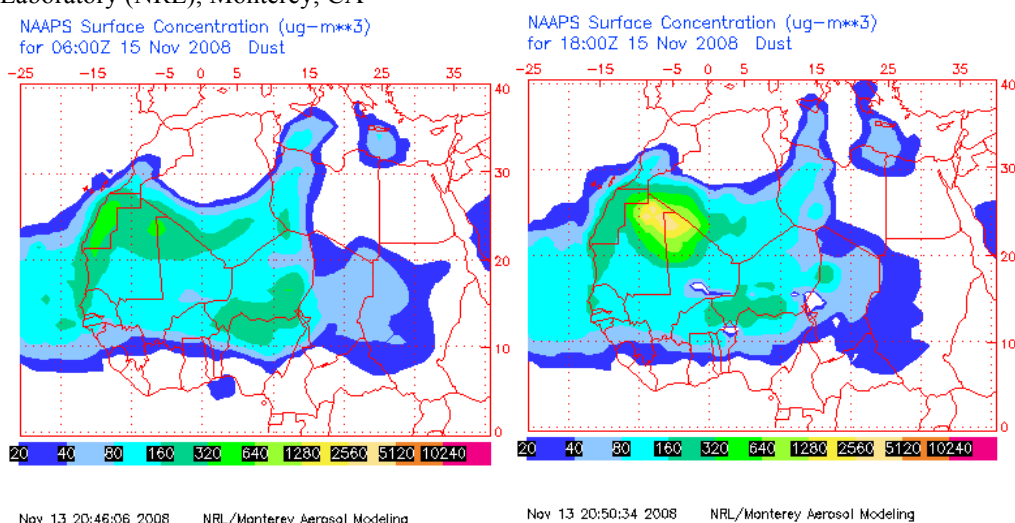 Laboratory (NRL), Monterey, CA
NAAPS Surface Concentration (ug-m**3)
for 06:00Z 15 Nov 2008 Dust
-25 -15 -5 0 5 15 25 35
40
30
20
10
0
20 40 80 160 320 640 1280 2560 5120 10240
Nov 13 20:46:06 2008 NRL/Monterey Aerosol Modeling
NAAPS Surface Concentration (ug-m**3)
for 18:00Z 15 Nov 2008 Dust
-25 -15 -5 0 5 15 25 35
40
30
20
10
0
20 40 80 160 320 640 1280 2560 5120 10240
Nov 13 20:50:34 2008 NRL/Monterey Aerosol Modeling